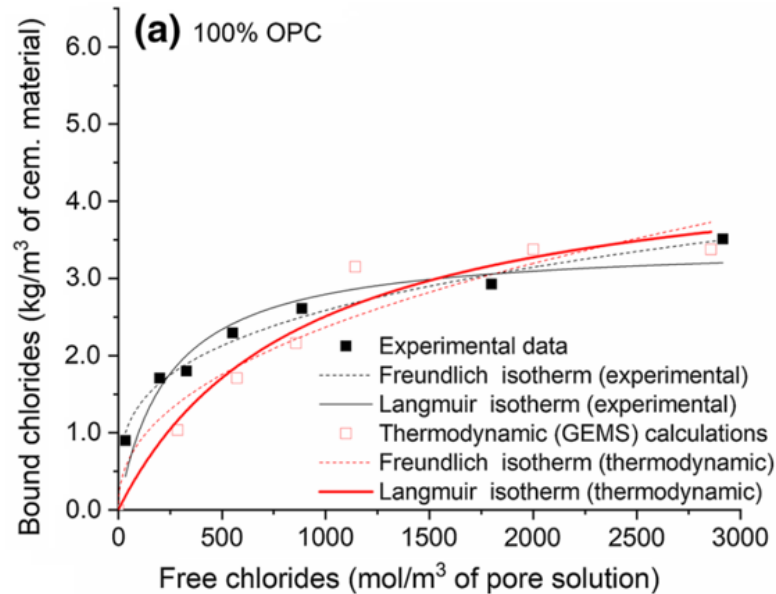 (a) 100% OPC
Bound chlorides (kg/m³ of cem. material)
6.0
5.0
4.0
3.0
2.0
1.0
0.0
Experimental data
Freundlich isotherm (experimental)
Langmuir isotherm (experimental)
Thermodynamic (GEMS) calculations
Freundlich isotherm (thermodynamic)
Langmuir isotherm (thermodynamic)
0 500 1000 1500 2000 2500 3000
Free chlorides (mol/m³ of pore solution)